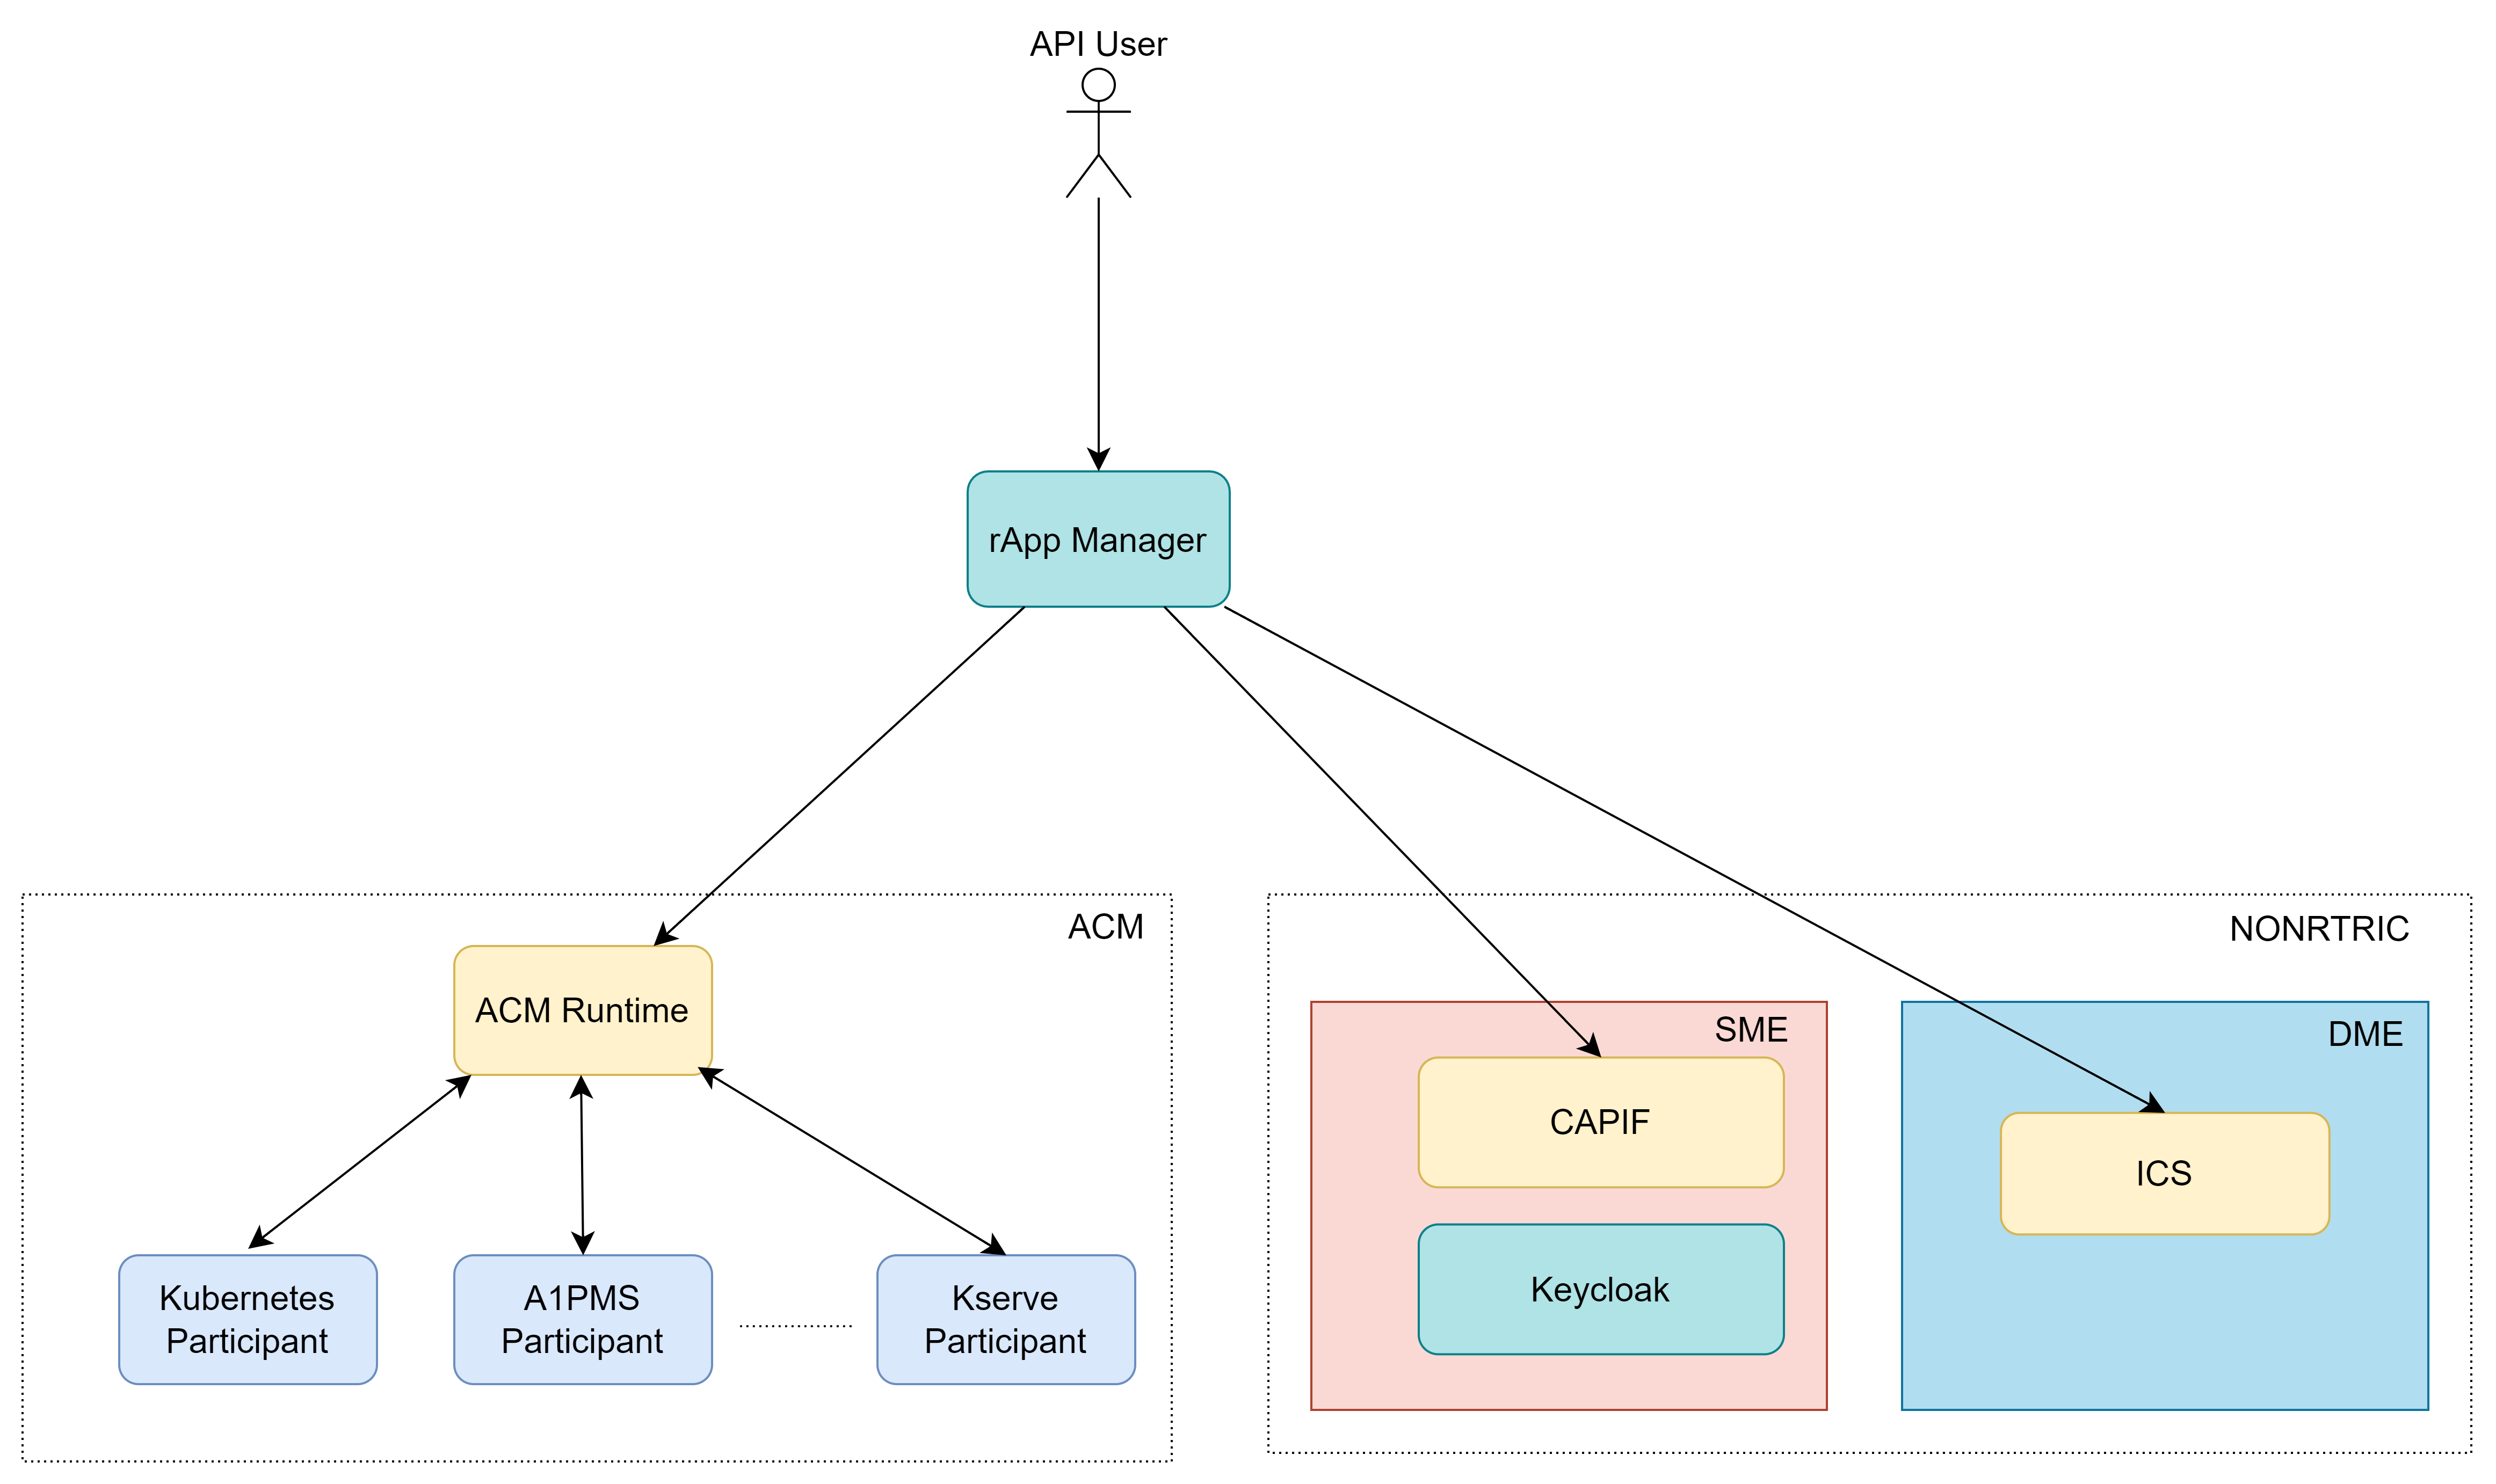 API User
rApp Manager
ACM
NONRTRIC
ACM Runtime
SME
DME
CAPIF
ICS
Keycloak
Kubernetes
Participant
A1PMS
Participant
Kserve
Participant